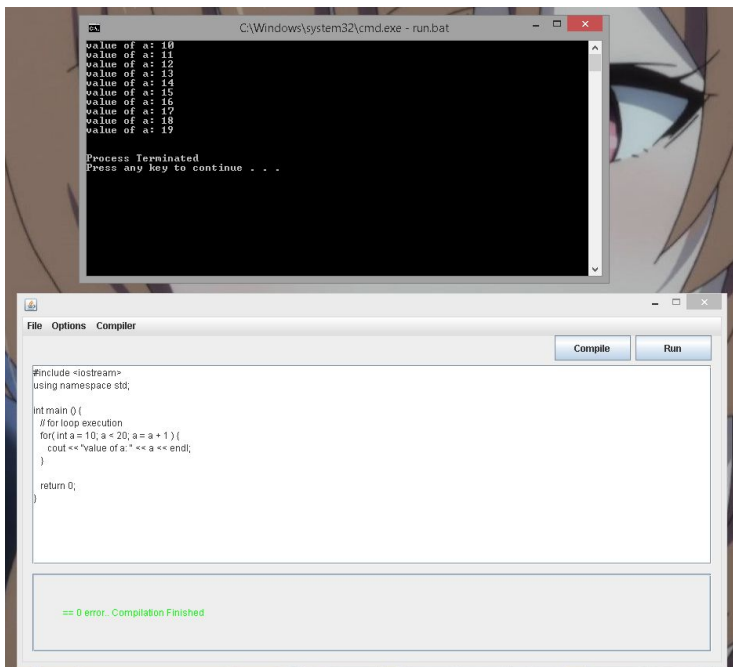 C:\Windows\system32\cmd.exe - run.bat
value of a: 10
value of a: 11
value of a: 12
value of a: 13
value of a: 14
value of a: 15
value of a: 16
value of a: 17
value of a: 18
value of a: 19
Process Terminated
Press any key to continue . . .
File Options Compiler
Compile Run
#include <iostream>
using namespace std;
int main () {
// for loop execution
for( int a = 10; a < 20; a = a + 1 ) {
cout << "value of a: " << a << endl;
}
return 0;
}
== 0 error.. Compilation Finished